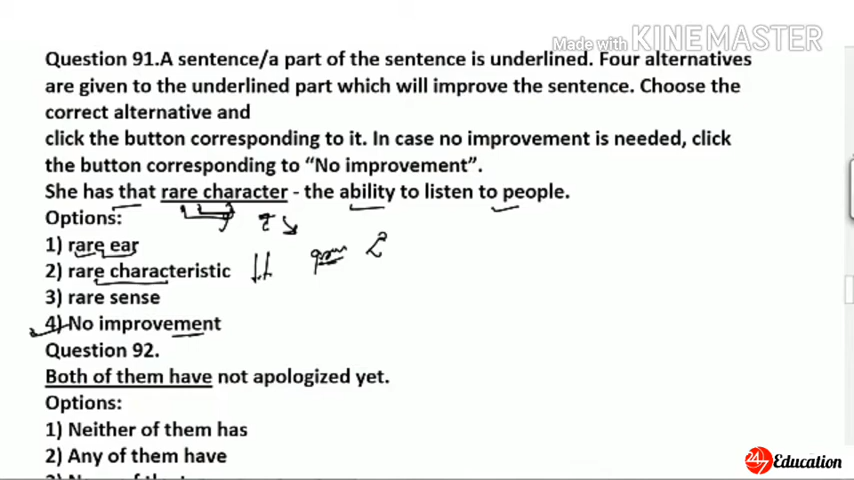 Made with KINEMASTER
Question 91.A sentence/a part of the sentence is underlined. Four alternatives
are given to the underlined part which will improve the sentence. Choose the
correct alternative and
click the button corresponding to it. In case no improvement is needed, click
the button corresponding to “No improvement”.
She has that rare character - the ability to listen to people.
Options:
1) rare ear
2) rare characteristic
3) rare sense
4) No improvement
Question 92.
Both of them have not apologized yet.
Options:
1) Neither of them has
2) Any of them have
24/7 Education